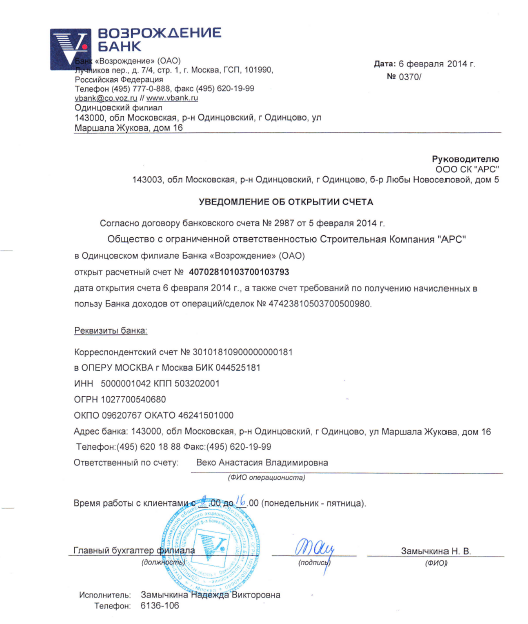 ВОЗРОЖДЕНИЕ
БАНК
Банк «Возрождение» (ОАО)
Лучников пер., д. 7/4, стр. 1, г. Москва, ГСП, 101990,
Российская Федерация
Телефон (495) 777-0-888, факс (495) 620-19-99
vbank@co.voz.ru // www.vbank.ru
Одинцовский филиал
143000, обл Московская, р-н Одинцовский, г Одинцово, ул
Маршала Жукова, дом 16
Дата: 6 февраля 2014 г.
№ 0370/
Руководителю
ООО СК "АРС"
143003, обл Московская, р-н Одинцовский, г Одинцово, б-р Любы Новоселовой, дом 5
УВЕДОМЛЕНИЕ ОБ ОТКРЫТИИ СЧЕТА
Согласно договору банковского счета № 2987 от 5 февраля 2014 г.
Общество с ограниченной ответственностью Строительная Компания "АРС"
в Одинцовском филиале Банка «Возрождение» (ОАО)
открыт расчетный счет № 40702810103700103793
дата открытия счета 6 февраля 2014 г., а также счет требований по получению начисленных в
пользу Банка доходов от операций/сделок № 47423810503700500980.
Реквизиты банка:
Корреспондентский счет № 30101810900000000181
в ОПЕРУ МОСКВА г Москва БИК 044525181
ИНН 5000001042 КПП 503202001
ОГРН 1027700540680
ОКПО 09620767 ОКАТО 46241501000
Адрес банка: 143000, обл Московская, р-н Одинцовский, г Одинцово, ул Маршала Жукова, дом 16
Телефон:(495) 620 18 88 Факс:(495) 620-19-99
Ответственный по счету: Веко Анастасия Владимировна
(ФИО операциониста)
Время работы с клиентами с 9.00 до 16.00 (понедельник - пятница).
Главный бухгалтер филиала Замычкина Н. В.
(должность) (подпись) (ФИО)
Исполнитель: Замычкина Надежда Викторовна
Телефон: 6136-106